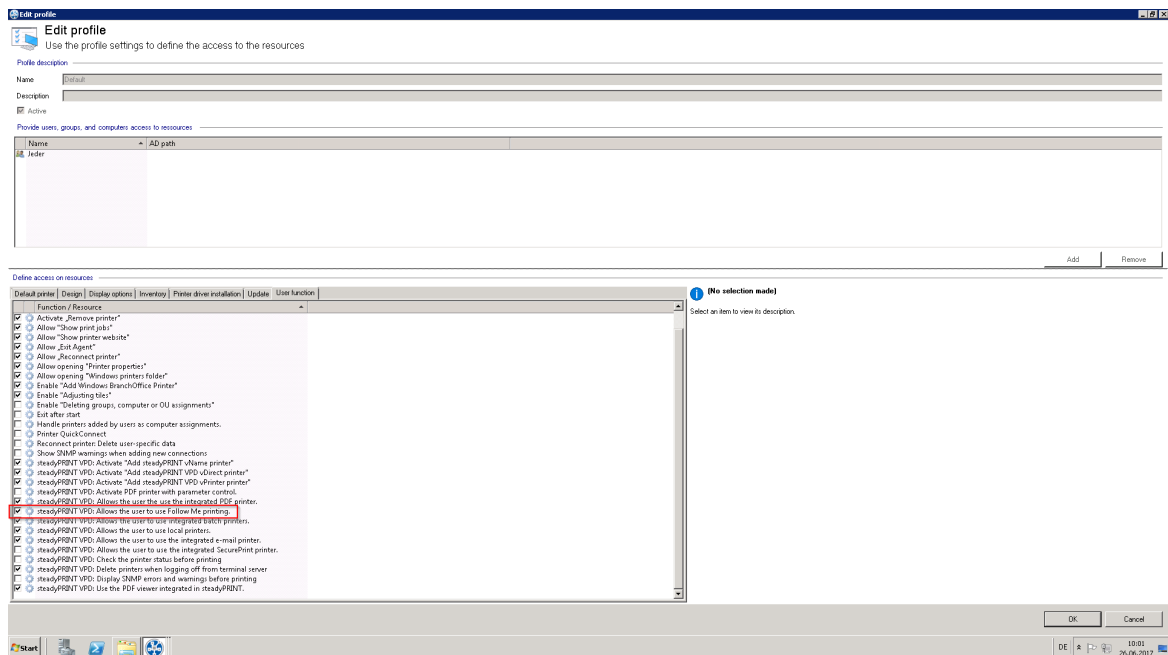 Edit profile
Edit profile
Use the profile settings to define the access to the resources
Profile description
Name Default
Description
Active
Provide users, groups, and computers access to ressources
Name AD path
Jeder
Add Remove
Define access on resources
Default printer Design Display options Inventory Printer driver installation Update User function
(No selection made)
Select an item to view its description.
Function / Resource
Activate „Remove printer"
Allow "Show print jobs"
Allow "Show printer website"
Allow „Exit Agent"
Allow „Reconnect printer"
Allow opening "Printer properties"
Allow opening "Windows printers folder"
Enable "Add Windows BranchOffice Printer"
Enable "Adjusting tiles"
Enable "Deleting groups, computer or OU assignments"
Exit after start
Handle printers added by users as computer assignments.
Printer QuickConnect
Reconnect printer: Delete user-specific data
Show SNMP warnings when adding new connections
steadyPRINT VPD: Activate "Add steadyPRINT vName printer"
steadyPRINT VPD: Activate "Add steadyPRINT VPD vDirect printer"
steadyPRINT VPD: Activate "Add steadyPRINT VPD vPrinter printer"
steadyPRINT VPD: Activate PDF printer with parameter control.
steadyPRINT VPD: Allows the user the use the integrated PDF printer.
steadyPRINT VPD: Allows the user to use Follow Me printing.
steadyPRINT VPD: Allows the user to use integrated batch printers.
steadyPRINT VPD: Allows the user to use local printers.
steadyPRINT VPD: Allows the user to use the integrated e-mail printer.
steadyPRINT VPD: Allows the user to use the integrated SecurePrint printer.
steadyPRINT VPD: Check the printer status before printing
steadyPRINT VPD: Delete printers when logging off from terminal server
steadyPRINT VPD: Display SNMP errors and warnings before printing
steadyPRINT VPD: Use the PDF viewer integrated in steadyPRINT.
OK Cancel
Start DE 10:01
26.06.2017